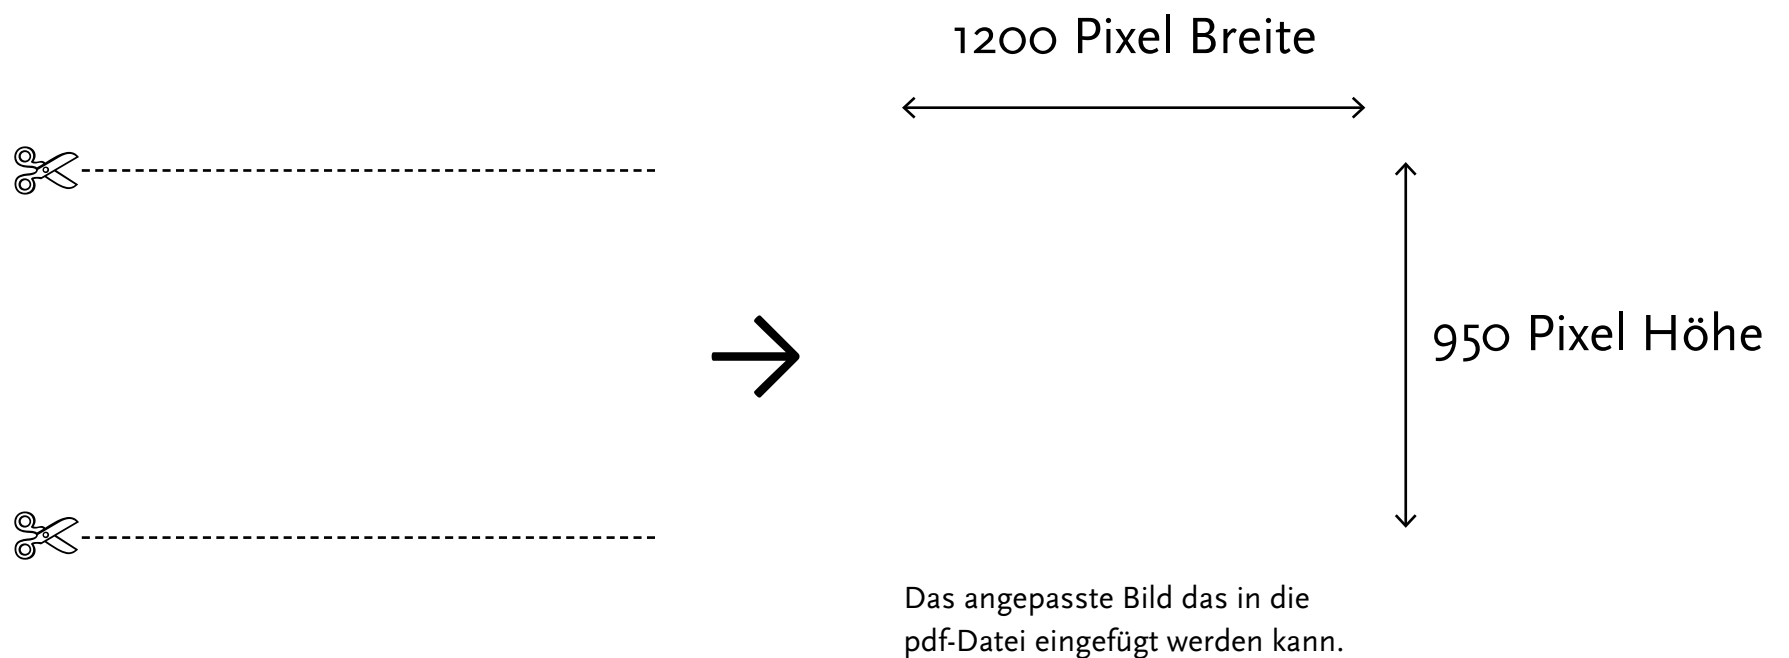 1200 Pixel Breite
950 Pixel Höhe
Das angepasste Bild das in die
pdf-Datei eingefügt werden kann.